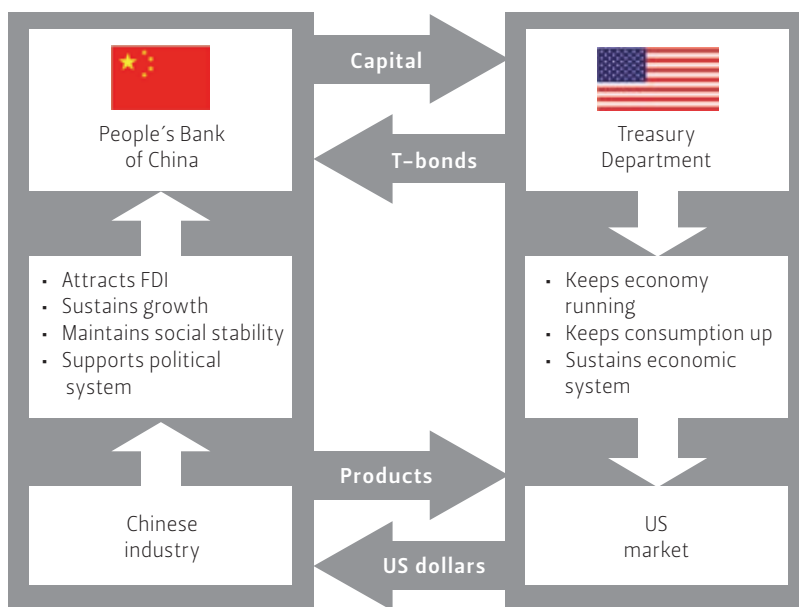 Capital
People´s Bank
of China
Treasury
Department
T–bonds
▪ Attracts FDI
▪ Sustains growth
▪ Maintains social stability
▪ Supports political
system
▪ Keeps economy
running
▪ Keeps consumption up
▪ Sustains economic
system
Products
Chinese
industry
US
market
US dollars